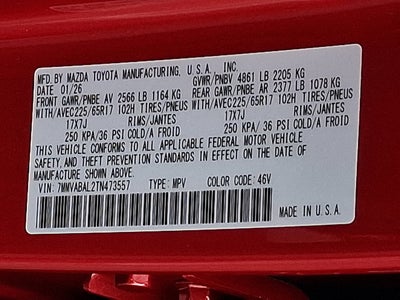 MFD. BY MAZDA TOYOTA MANUFACTURING, U.S.A., INC.
DATE 01/26 GVWR/PNBV 4861 LB 2205 KG
FRONT GAWR/PNBE AV 2566 LB 1164 KG REAR GAWR/PNBE AR 2377 LB 1078 KG
WITH/AVEC225/65R17 102H TIRES/PNEUS WITH/AVEC225/65R17 102H TIRES/PNEUS
17X7J RIMS/JANTES 17X7J RIMS/JANTES
250 KPA/36 PSI COLD/A FROID 250 KPA/36 PSI COLD/A FROID
THIS VEHICLE CONFORMS TO ALL APPLICABLE FEDERAL MOTOR VEHICLE
SAFETY, AND THEFT PREVENTION STANDARDS IN EFFECT ON THE DATE OF
MANUFACTURE SHOWN ABOVE.
VIN: 7MMVABAL2TN473557 TYPE: MPV COLOR CODE: 46V